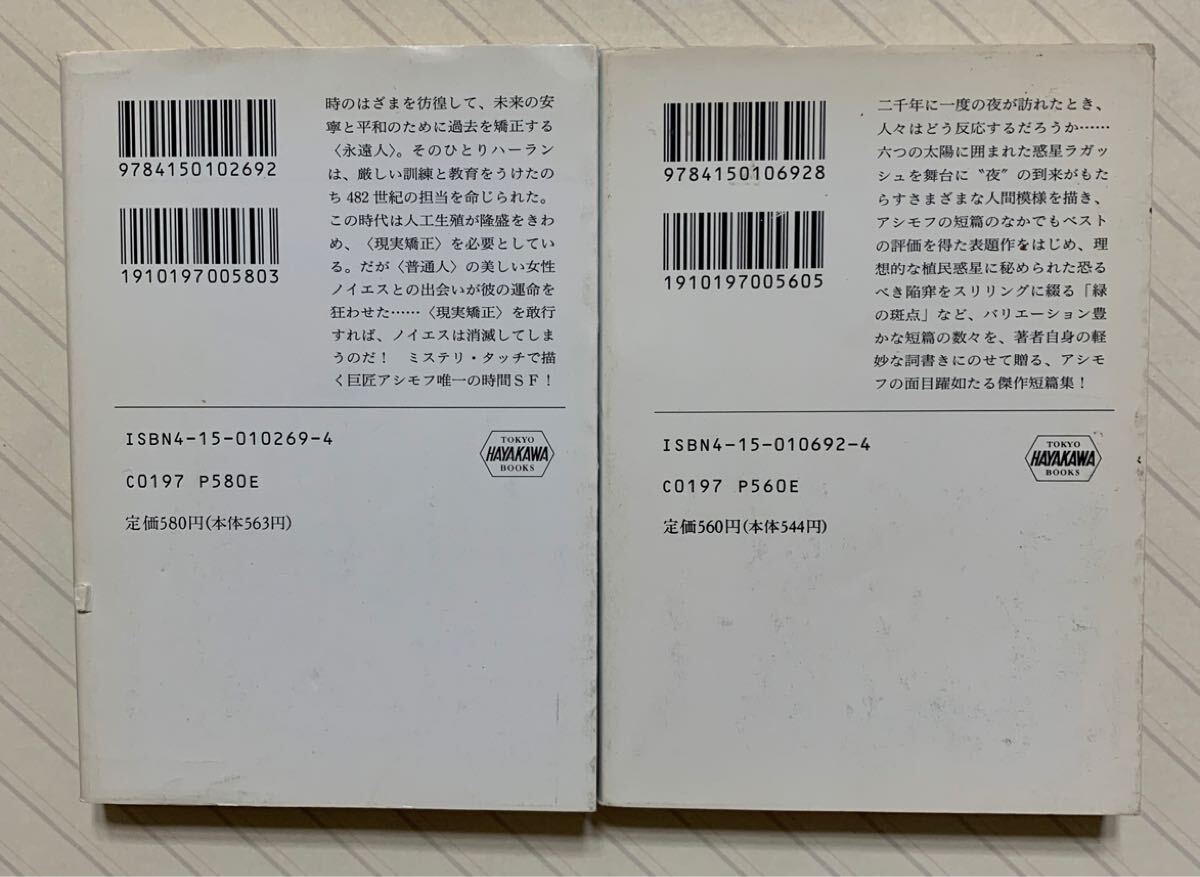 9784150102692
1910197005803
時のはざまを彷徨して、未来の安
寧と平和のために過去を矯正する
〈永遠人〉。そのひとりハーラン
は、厳しい訓練と教育をうけたの
ち482世紀の担当を命じられた。
この時代は人工生殖が隆盛をきわ
め、〈現実矯正〉を必要としてい
る。だが〈普通人〉の美しい女性
ノイエスとの出会いが彼の運命を
狂わせた……〈現実矯正〉を敢行
すれば、ノイエスは消滅してしま
うのだ！　ミステリ・タッチで描
く巨匠アシモフ唯一の時間ＳＦ！
ISBN4-15-010269-4
C0197 P580E
定価580円(本体563円)
TOKYO
HAYAKAWA
BOOKS
9784150106928
1910197005605
二千年に一度の夜が訪れたとき、
人々はどう反応するだろうか……
六つの太陽に囲まれた惑星ラガッ
シュを舞台に〝夜〟の到来がもた
らすさまざまな人間模様を描き、
アシモフの短篇のなかでもベスト
の評価を得た表題作をはじめ、理
想的な植民惑星に秘められた恐る
べき陥穽をスリリングに綴る「緑
の斑点」など、バリエーション豊
かな短篇の数々を、著者自身の軽
妙な詞書きにのせて贈る、アシモ
フの面目躍如たる傑作短篇集！
ISBN4-15-010692-4
C0197 P560E
定価560円(本体544円)
TOKYO
HAYAKAWA
BOOKS